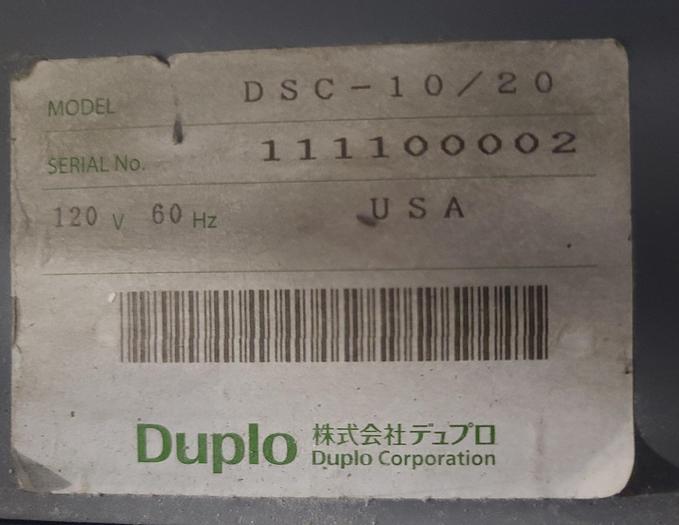 MODEL DSC-10/20
SERIAL No. 111100002
120 V 60 Hz USA
Duplo 株式会社デュプロ
Duplo Corporation